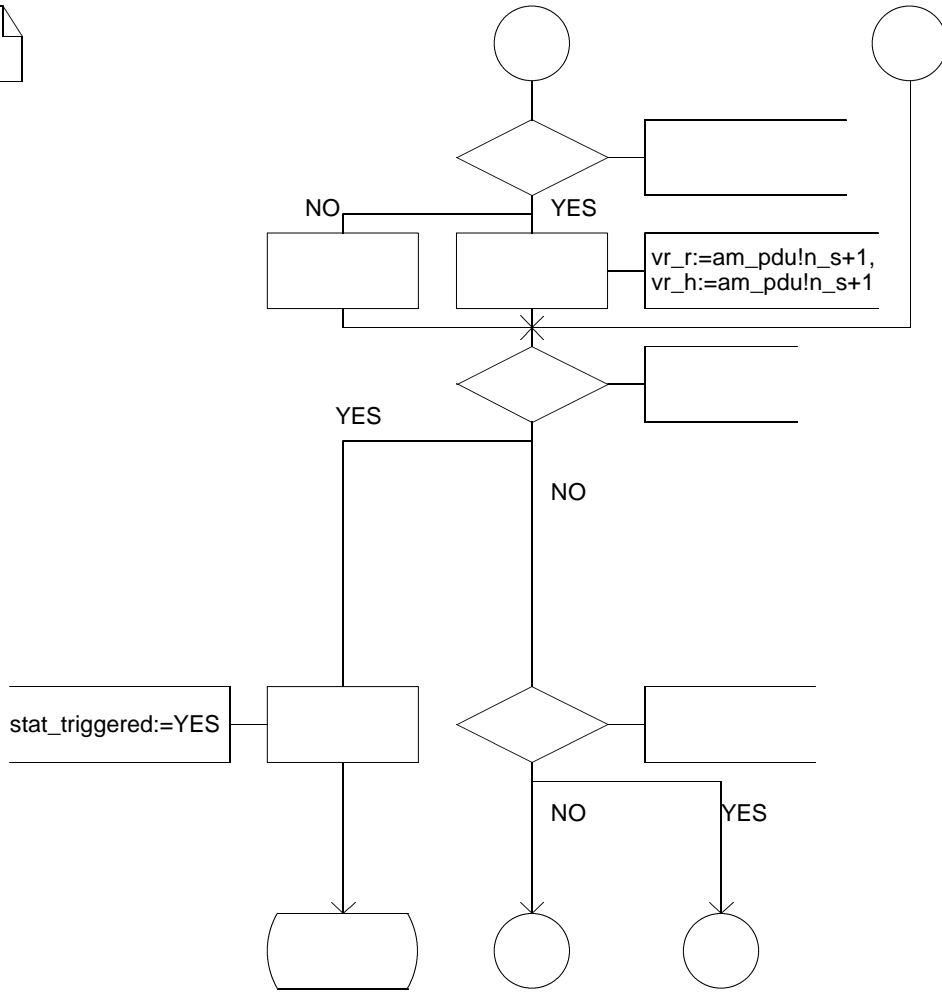 NO
YES
vr_r:=am_pdu!n_s+1,
vr_h:=am_pdu!n_s+1
YES
NO
stat_triggered:=YES
NO
YES